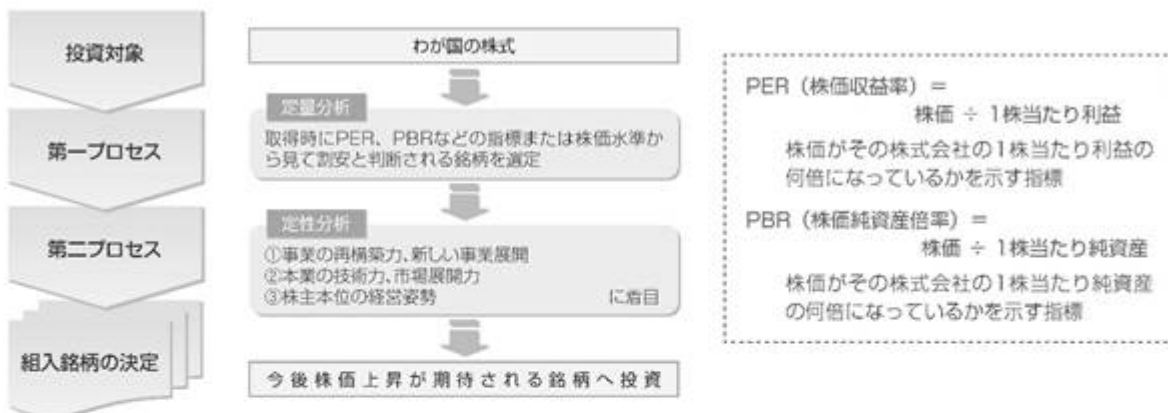 投資対象
わが国の株式
第一プロセス
定量分析
取得時にPER、PBRなどの指標または株価水準か
ら見て割安と判断される銘柄を選定
第二プロセス
定性分析
①事業の再構築力、新しい事業展開
②本業の技術力、市場展開力
③株主本位の経営姿勢 に着目
組入銘柄の決定
今後株価上昇が期待される銘柄へ投資
PER（株価収益率）＝
株価 ÷ 1株当たり利益
株価がその株式会社の1株当たり利益の
何倍になっているかを示す指標
PBR（株価純資産倍率）＝
株価 ÷ 1株当たり純資産
株価がその株式会社の1株当たり純資産
の何倍になっているかを示す指標